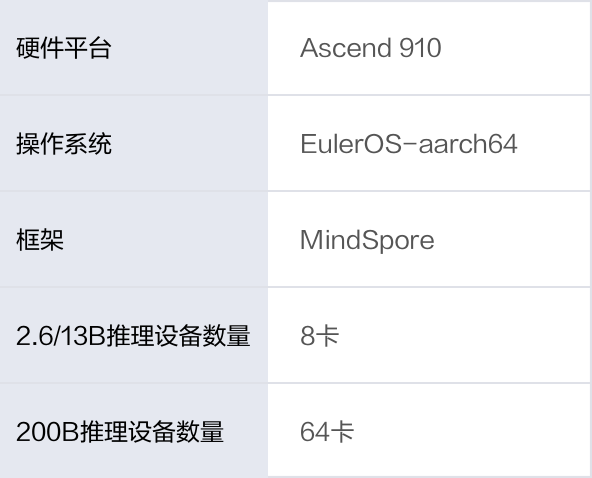 硬件平台 Ascend 910
操作系统 EulerOS-aarch64
框架 MindSpore
2.6/13B推理设备数量 8卡
200B推理设备数量 64卡